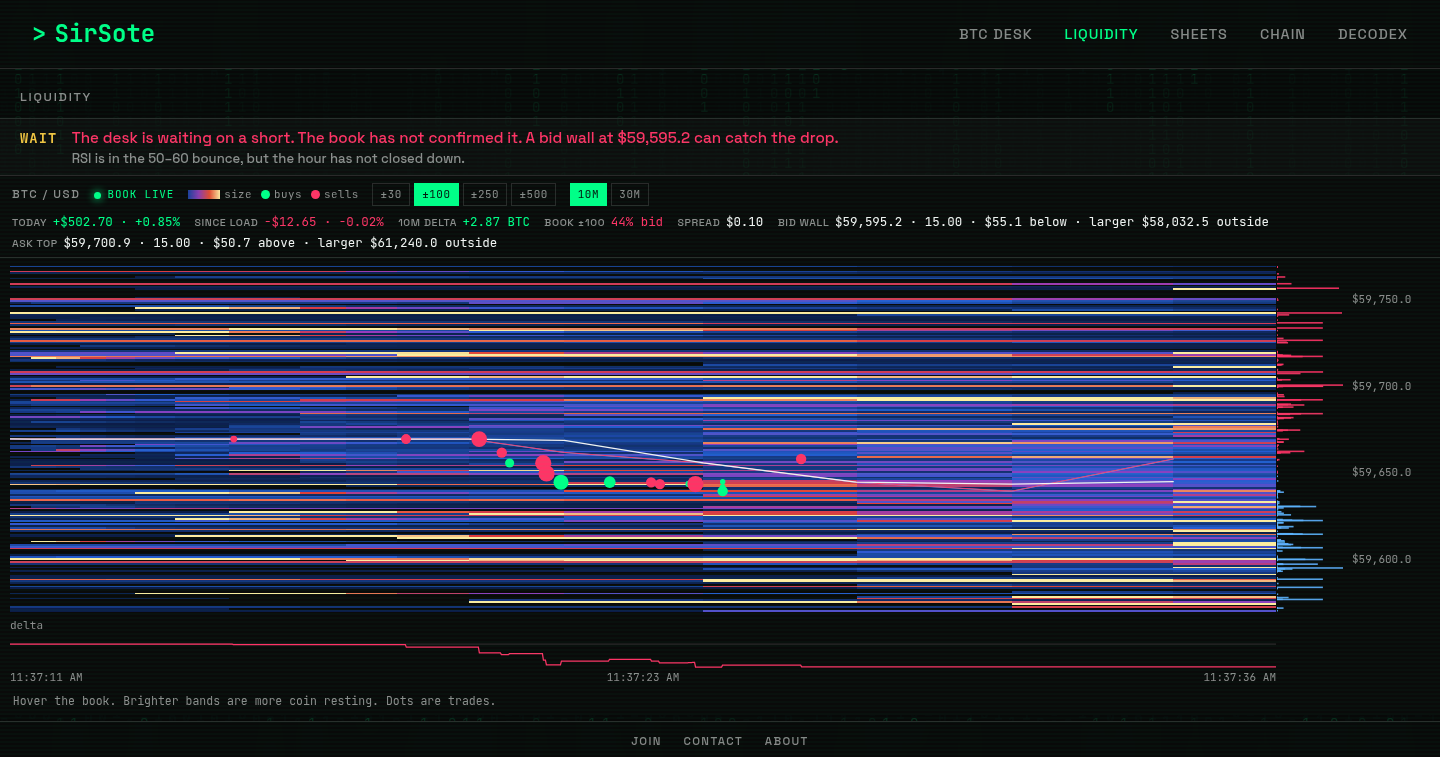 > SirSote
BTC DESK LIQUIDITY SHEETS CHAIN DECODEX
LIQUIDITY
WAIT The desk is waiting on a short. The book has not confirmed it. A bid wall at $59,595.2 can catch the drop.
RSI is in the 50–60 bounce, but the hour has not closed down.
BTC / USD BOOK LIVE size buys sells ±30 ±100 ±250 ±500 10M 30M
TODAY +$502.70 · +0.85% SINCE LOAD -$12.65 · -0.02% 10M DELTA +2.87 BTC BOOK ±100 44% bid SPREAD $0.10 BID WALL $59,595.2 · 15.00 · $55.1 below · larger $58,032.5 outside
ASK TOP $59,700.9 · 15.00 · $50.7 above · larger $61,240.0 outside
$59,750.0
$59,700.0
$59,650.0
$59,600.0
delta
11:37:11 AM 11:37:23 AM 11:37:36 AM
Hover the book. Brighter bands are more coin resting. Dots are trades.
JOIN CONTACT ABOUT